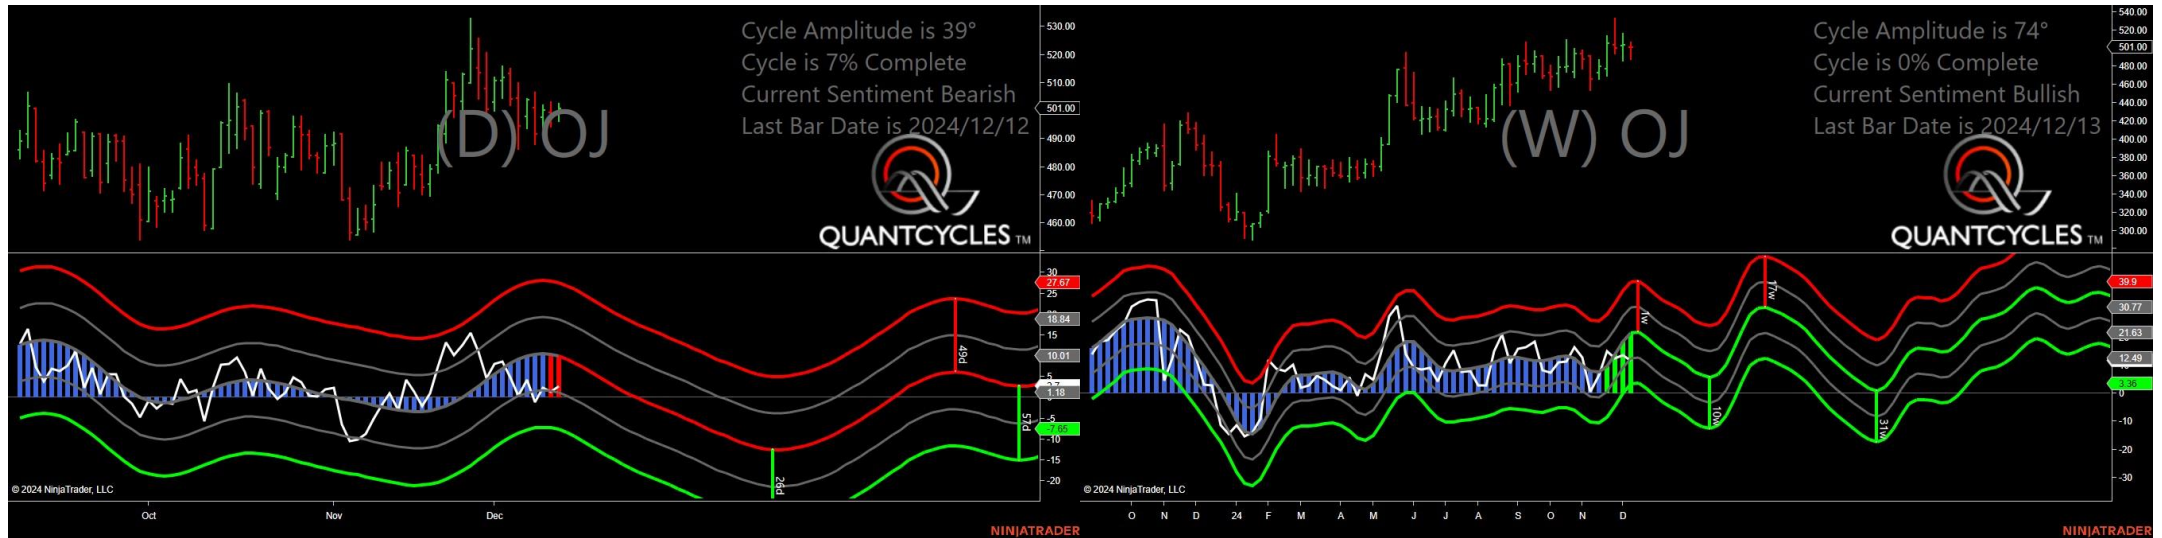 Cycle Amplitude is 39°
Cycle is 7% Complete
Current Sentiment Bearish
Last Bar Date is 2024/12/12
(D) OJ
QUANTCYCLES TM
530.00
520.00
510.00
501.00
490.00
480.00
470.00
460.00
30
27.67
25
18.84
15
10.01
5
1.18
-5
-7.65
-10
-15
-20
49d
57d
26d
© 2024 NinjaTrader, LLC
Oct Nov Dec
NINJATRADER
Cycle Amplitude is 74°
Cycle is 0% Complete
Current Sentiment Bullish
Last Bar Date is 2024/12/13
(W) OJ
QUANTCYCLES TM
540.00
520.00
501.00
480.00
460.00
440.00
420.00
400.00
380.00
360.00
340.00
320.00
300.00
39.9
30.77
21.63
12.49
3.36
0
-10
-20
-30
1w
17w
10w
31w
© 2024 NinjaTrader, LLC
O N D 24 F M A M J J A S O N D
NINJATRADER